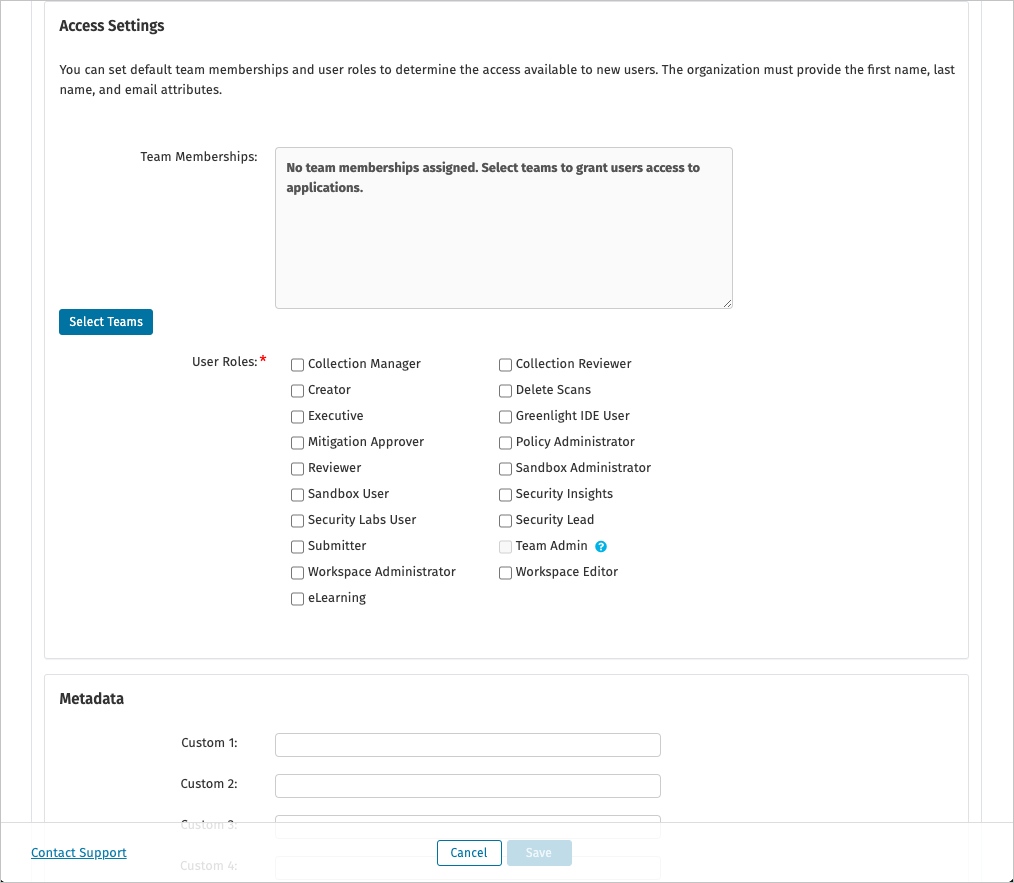 Access Settings
You can set default team memberships and user roles to determine the access available to new users. The organization must provide the first name, last
name, and email attributes.
Team Memberships:
No team memberships assigned. Select teams to grant users access to
applications.
Select Teams
User Roles:*
Collection Manager
Collection Reviewer
Creator
Delete Scans
Executive
Greenlight IDE User
Mitigation Approver
Policy Administrator
Reviewer
Sandbox Administrator
Sandbox User
Security Insights
Security Labs User
Security Lead
Submitter
Team Admin ?
Workspace Administrator
Workspace Editor
eLearning
Metadata
Custom 1:
Custom 2:
Custom 3:
Contact Support
Cancel
Save
Custom 4: